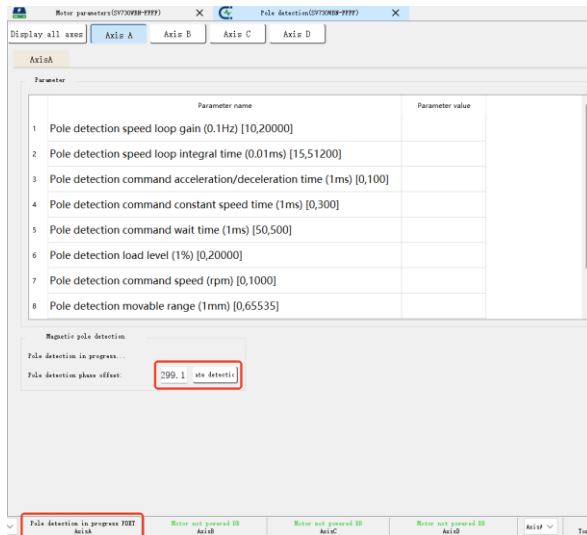 Motor parameters(SV730WBN-FFFF) X Pole detection(SV730WBN-FFFF) X
Display all axes Axis A Axis B Axis C Axis D
AxisA
Parameter
Parameter name Parameter value
1 Pole detection speed loop gain (0.1Hz) [10,20000]
2 Pole detection speed loop integral time (0.01ms) [15,51200]
3 Pole detection command acceleration/deceleration time (1ms) [0,100]
4 Pole detection command constant speed time (1ms) [0,300]
5 Pole detection command wait time (1ms) [50,500]
6 Pole detection load level (1%) [0,20000]
7 Pole detection command speed (rpm) [0,1000]
8 Pole detection movable range (1mm) [0,65535]
Magnetic pole detection
Pole detection in progress...
Pole detection phase offset: 299.1 ate detectic
Pole detection in progress PDET Motor not powered BB Motor not powered BB Motor not powered BB
AxisA AxisB AxisC AxisD